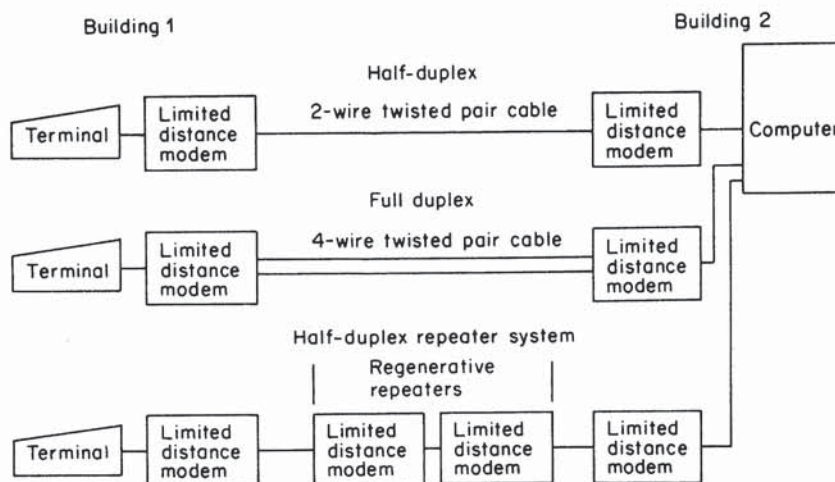 Building 1
Building 2
Half-duplex
Terminal
Limited
distance
modem
2-wire twisted pair cable
Limited
distance
modem
Computer
Full duplex
Terminal
Limited
distance
modem
4-wire twisted pair cable
Limited
distance
modem
Half-duplex repeater system
Regenerative
repeaters
Terminal
Limited
distance
modem
Limited
distance
modem
Limited
distance
modem
Limited
distance
modem